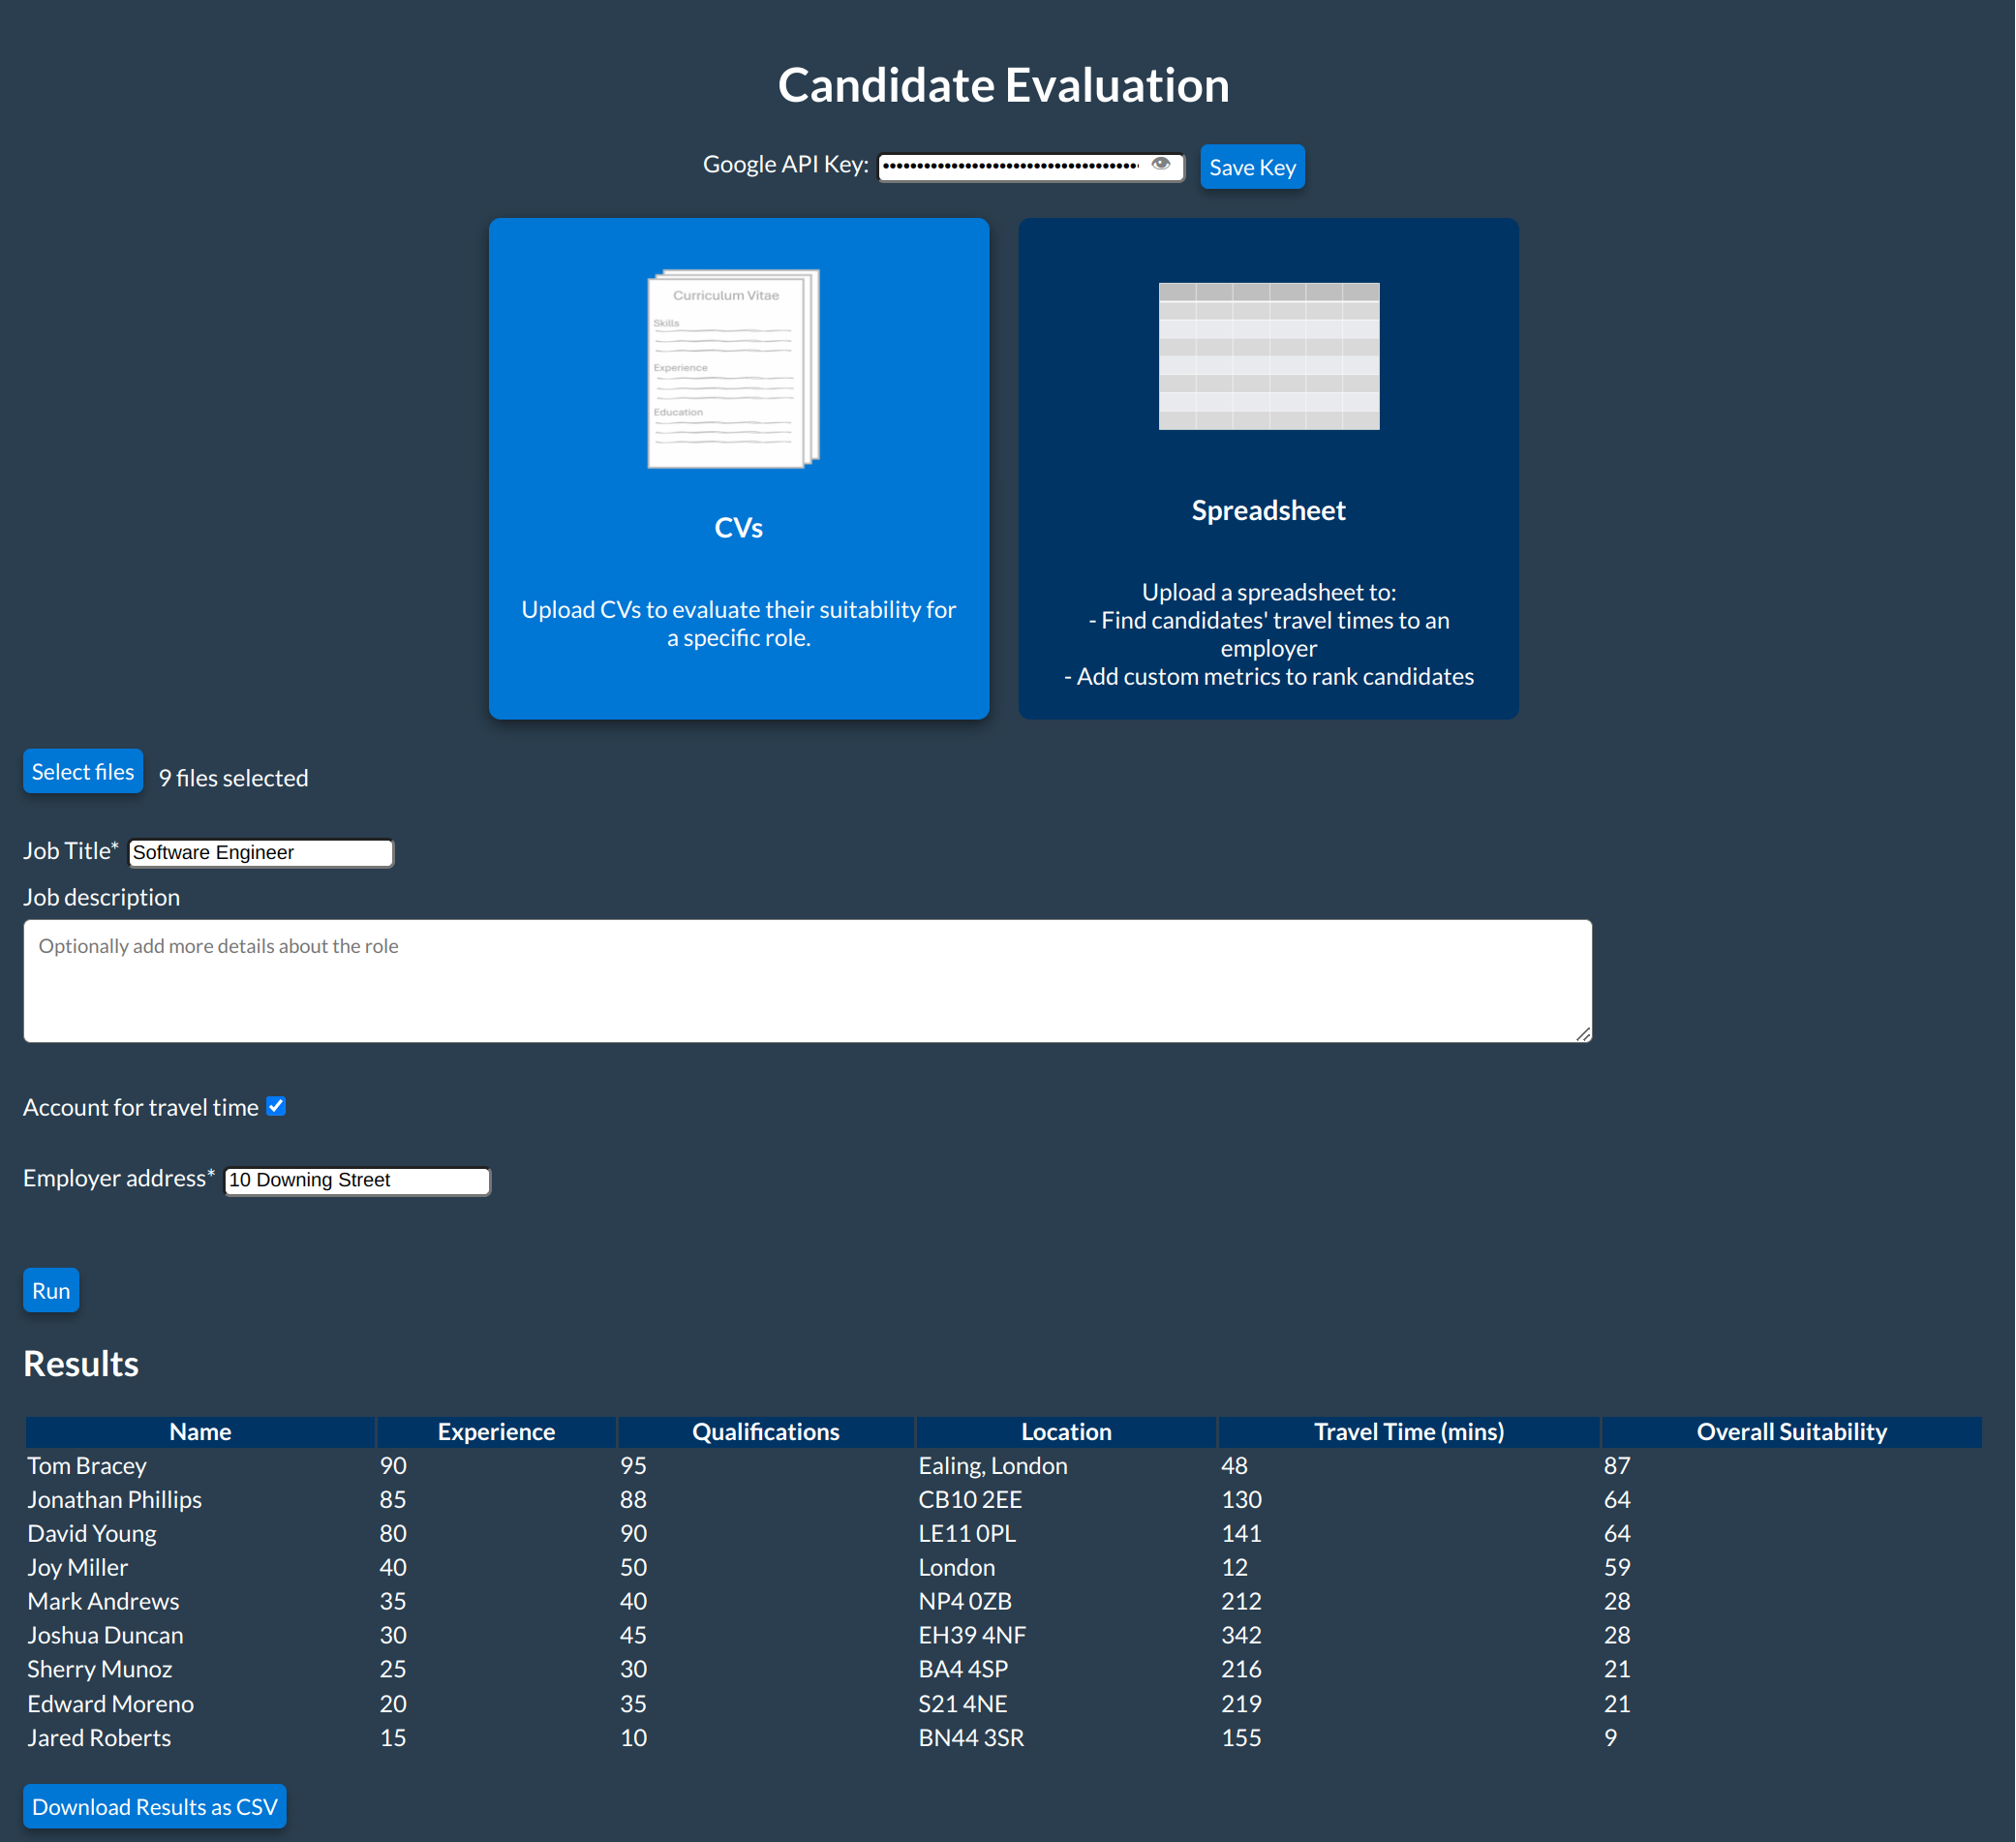 Candidate Evaluation
Google API Key: •••••••••••••••••••••••••••••••••••••• Save Key
Curriculum Vitae
Skills
Experience
Education
CVs
Upload CVs to evaluate their suitability for
a specific role.
Spreadsheet
Upload a spreadsheet to:
- Find candidates' travel times to an
employer
- Add custom metrics to rank candidates
Select files 9 files selected
Job Title* Software Engineer
Job description
Optionally add more details about the role
Account for travel time
Employer address* 10 Downing Street
Run
Results
Name Experience Qualifications Location Travel Time (mins) Overall Suitability
Tom Bracey 90 95 Ealing, London 48 87
Jonathan Phillips 85 88 CB10 2EE 130 64
David Young 80 90 LE11 0PL 141 64
Joy Miller 40 50 London 12 59
Mark Andrews 35 40 NP4 0ZB 212 28
Joshua Duncan 30 45 EH39 4NF 342 28
Sherry Munoz 25 30 BA4 4SP 216 21
Edward Moreno 20 35 S21 4NE 219 21
Jared Roberts 15 10 BN44 3SR 155 9
Download Results as CSV